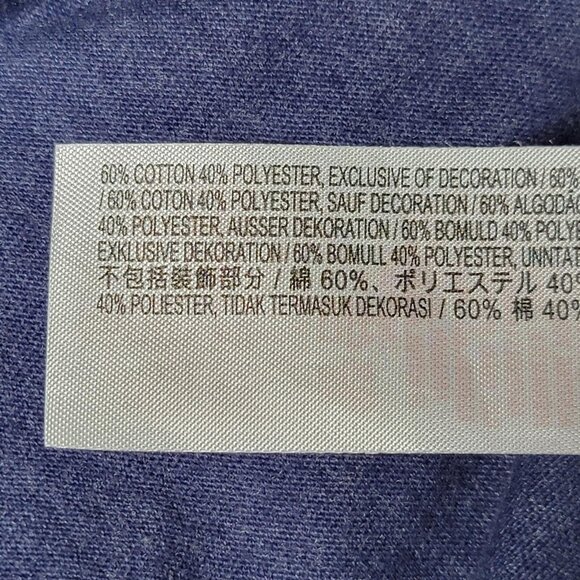 60% COTTON 40% POLYESTER, EXCLUSIVE OF DECORATION / 60%
/ 60% COTON 40% POLYESTER, SAUF DECORATION / 60% ALGODÃ
40% POLYESTER, AUSSER DEKORATION / 60% BOMULD 40% POLYE
EXKLUSIVE DEKORATION / 60% BOMULL 40% POLYESTER, UNNTAT
不包括裝飾部分 / 綿 60%、ポリエステル 40%
40% POLIESTER, TIDAK TERMASUK DEKORASI / 60% 棉 40%